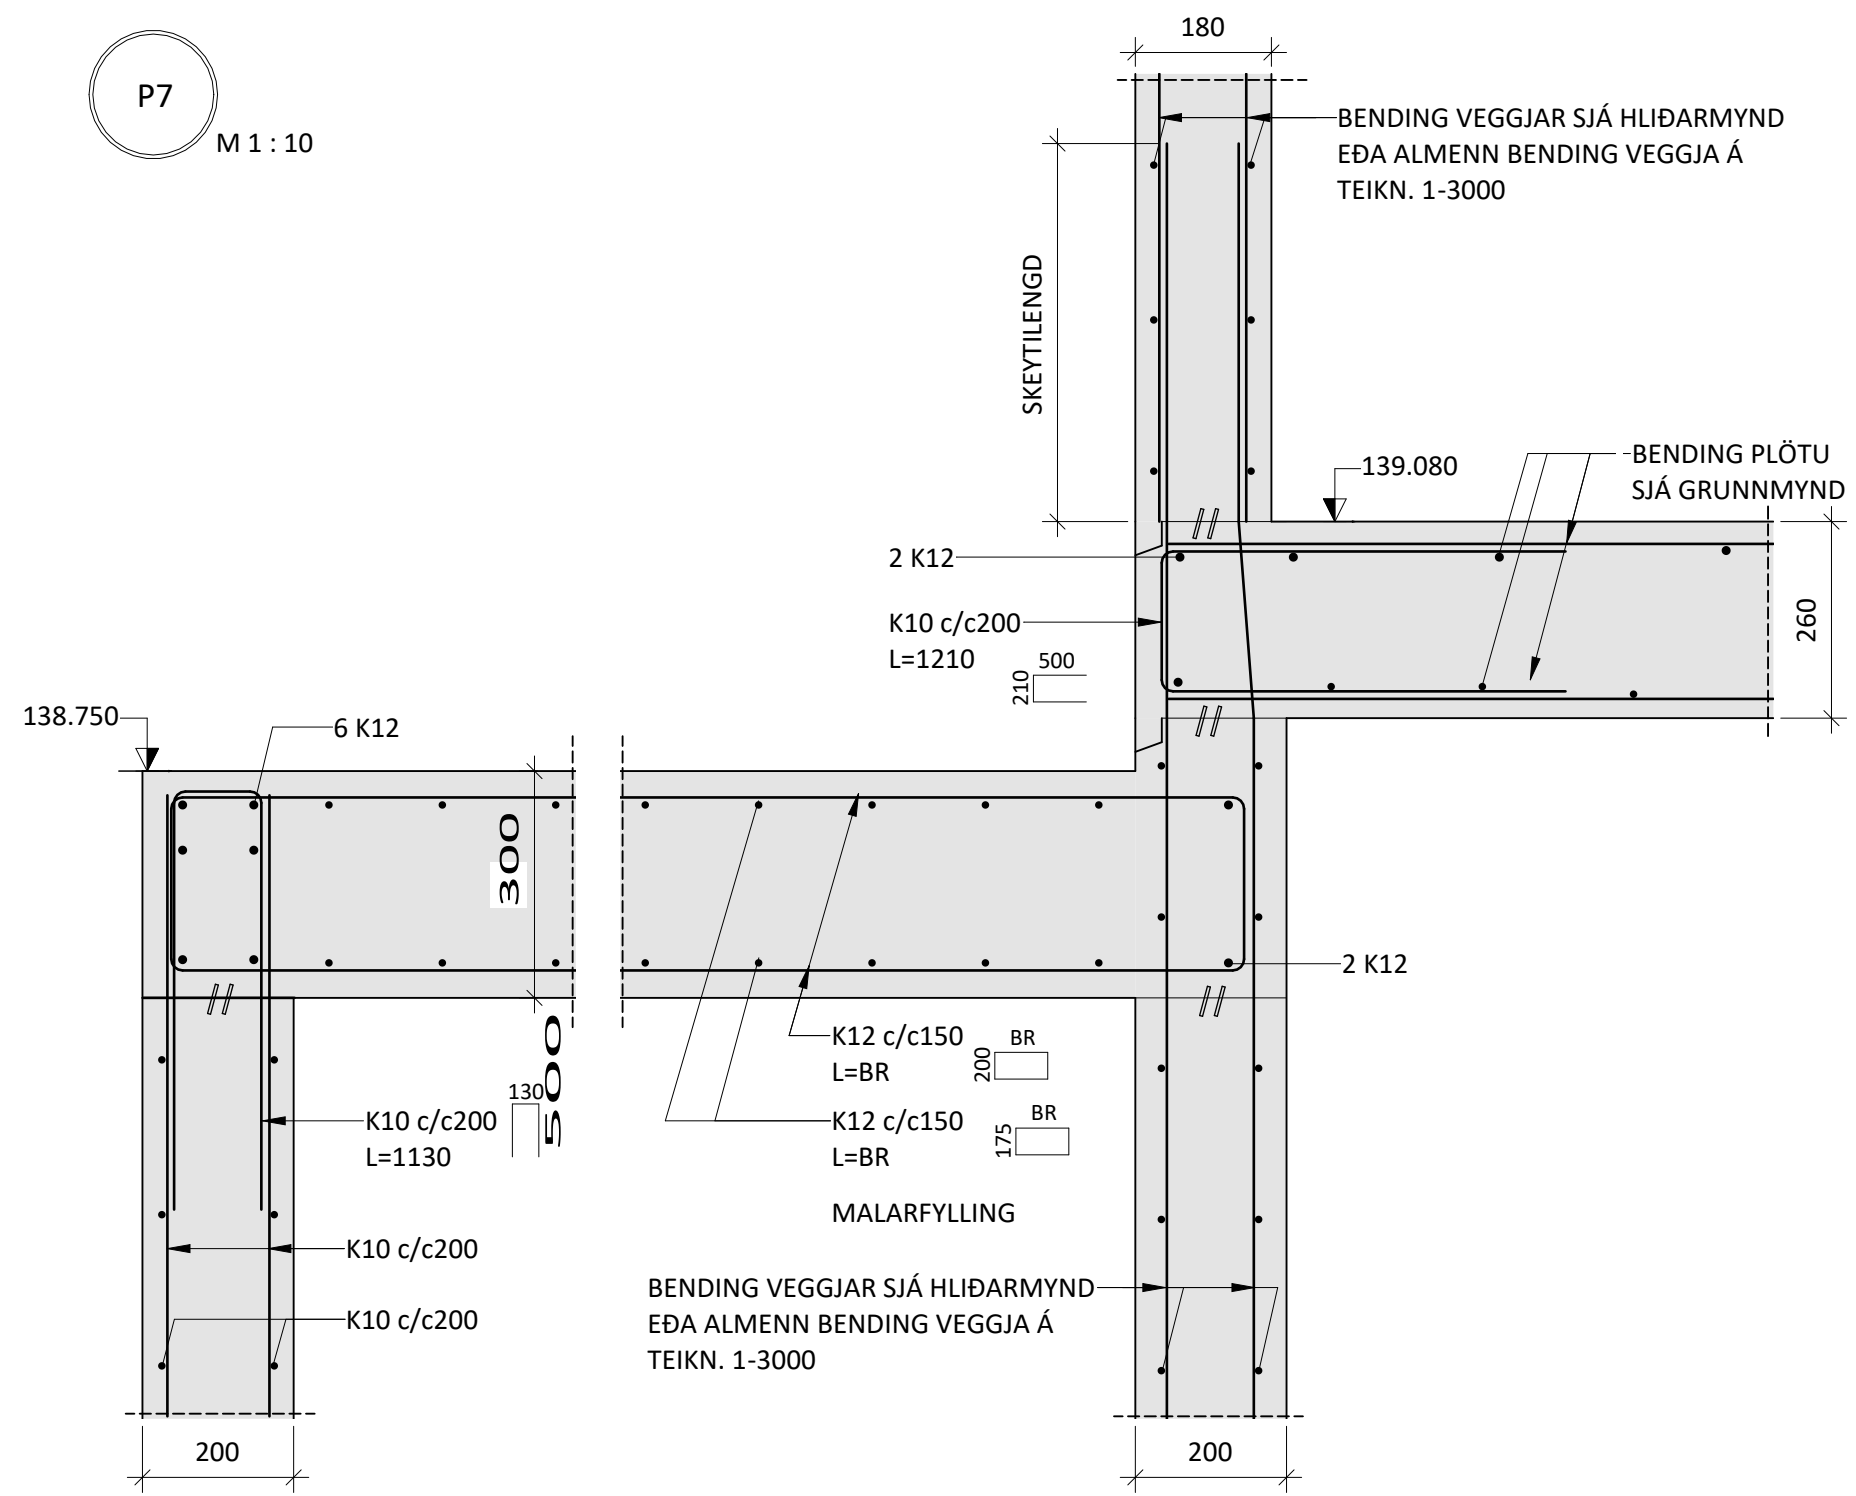 180
P7
M 1 : 10
BENDING VEGGJAR SJÁ HLIÐARMYND
EÐA ALMENN BENDING VEGGJA Á
TEIKN. 1-3000
SKEYTILENGD
139.080
BENDING PLÖTU
SJÁ GRUNNMYND
2 K12
K10 c/c200
L=1210
500
210
260
138.750
6 K12
300
2 K12
K12 c/c150
L=BR
BR
200
K12 c/c150
L=BR
BR
175
K10 c/c200
L=1130
130
500
MALARFYLLING
K10 c/c200
K10 c/c200
BENDING VEGGJAR SJÁ HLIÐARMYND
EÐA ALMENN BENDING VEGGJA Á
TEIKN. 1-3000
200
200